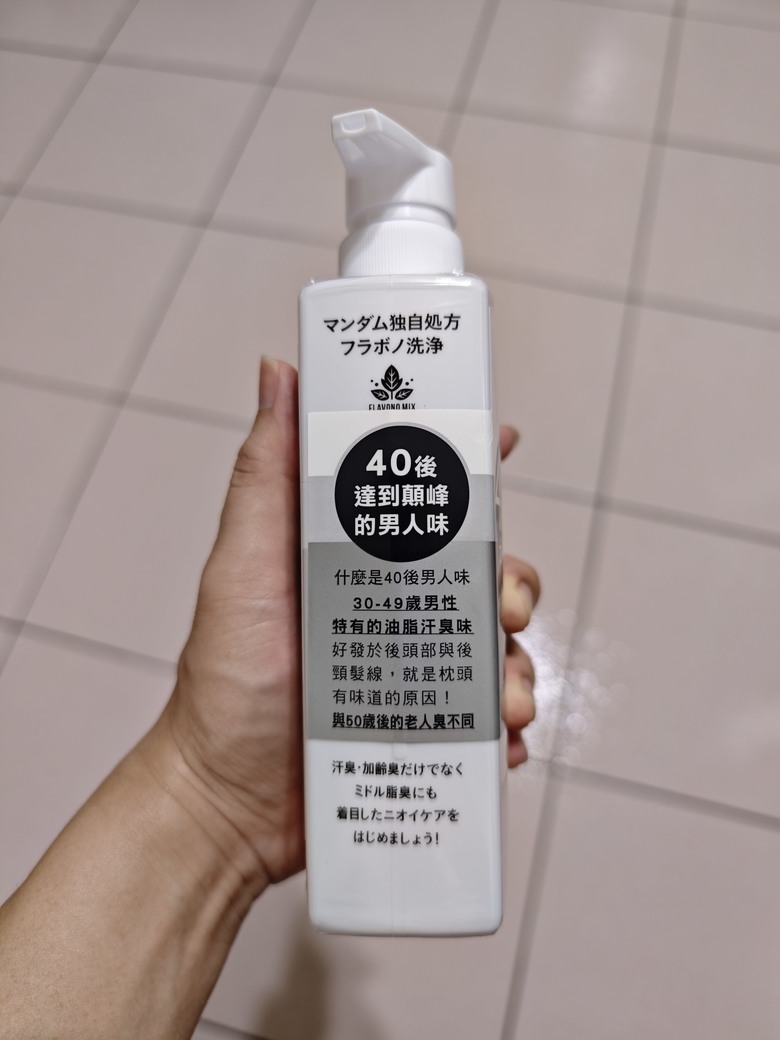 マンダム独自処方
フラボノ洗浄
FLAVONO MIX
40後
達到顛峰
的男人味
什麼是40後男人味
30-49歲男性
特有的油脂汗臭味
好發於後頭部與後
頸髮線，就是枕頭
有味道的原因！
與50歲後的老人臭不同
汗臭·加齢臭だけでなく
ミドル脂臭にも
着目したニオイケアを
はじめましょう!